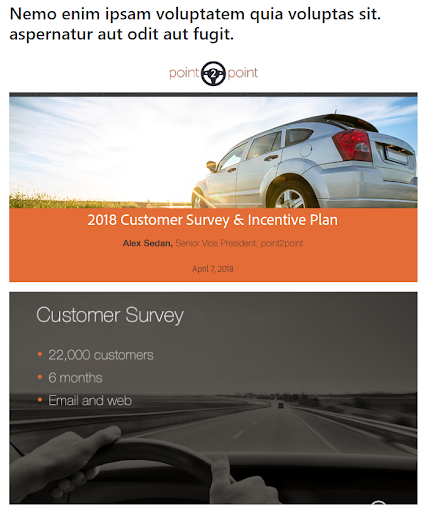 Nemo enim ipsam voluptatem quia voluptas sit.
aspernatur aut odit aut fugit.
point 2 point
2018 Customer Survey & Incentive Plan
Alex Sedan, Senior Vice President, point2point
April 7, 2018
Customer Survey
• 22,000 customers
• 6 months
• Email and web